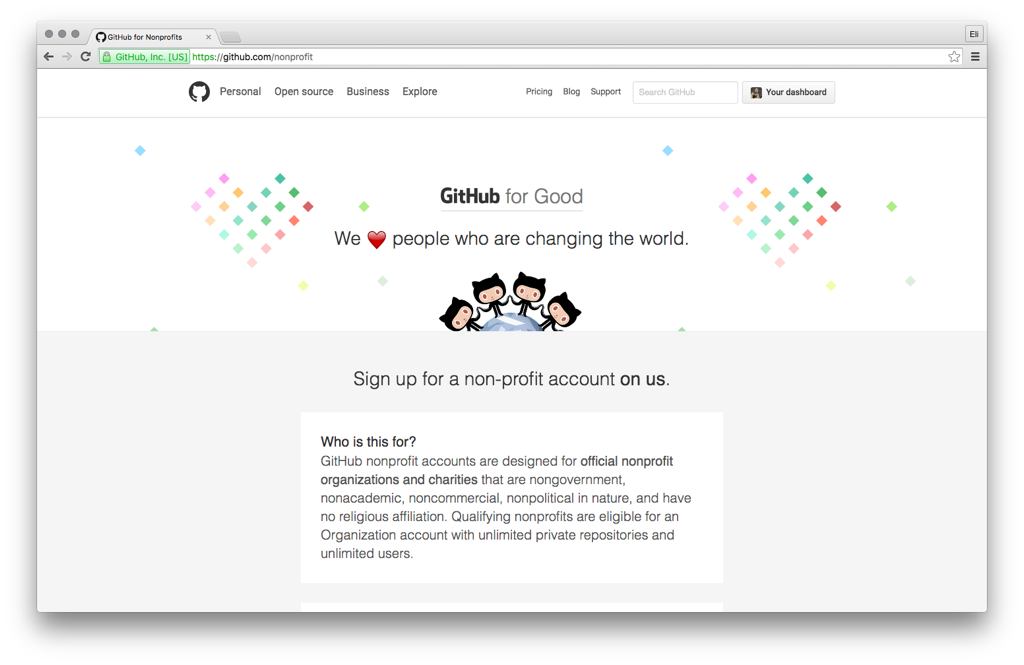 GitHub for Nonprofits
Eli
GitHub, Inc. [US] https://github.com/nonprofit
Personal Open source Business Explore Pricing Blog Support Search GitHub Your dashboard
GitHub for Good
We ❤ people who are changing the world.
Sign up for a non-profit account on us.
Who is this for?
GitHub nonprofit accounts are designed for official nonprofit
organizations and charities that are nongovernment,
nonacademic, noncommercial, nonpolitical in nature, and have
no religious affiliation. Qualifying nonprofits are eligible for an
Organization account with unlimited private repositories and
unlimited users.